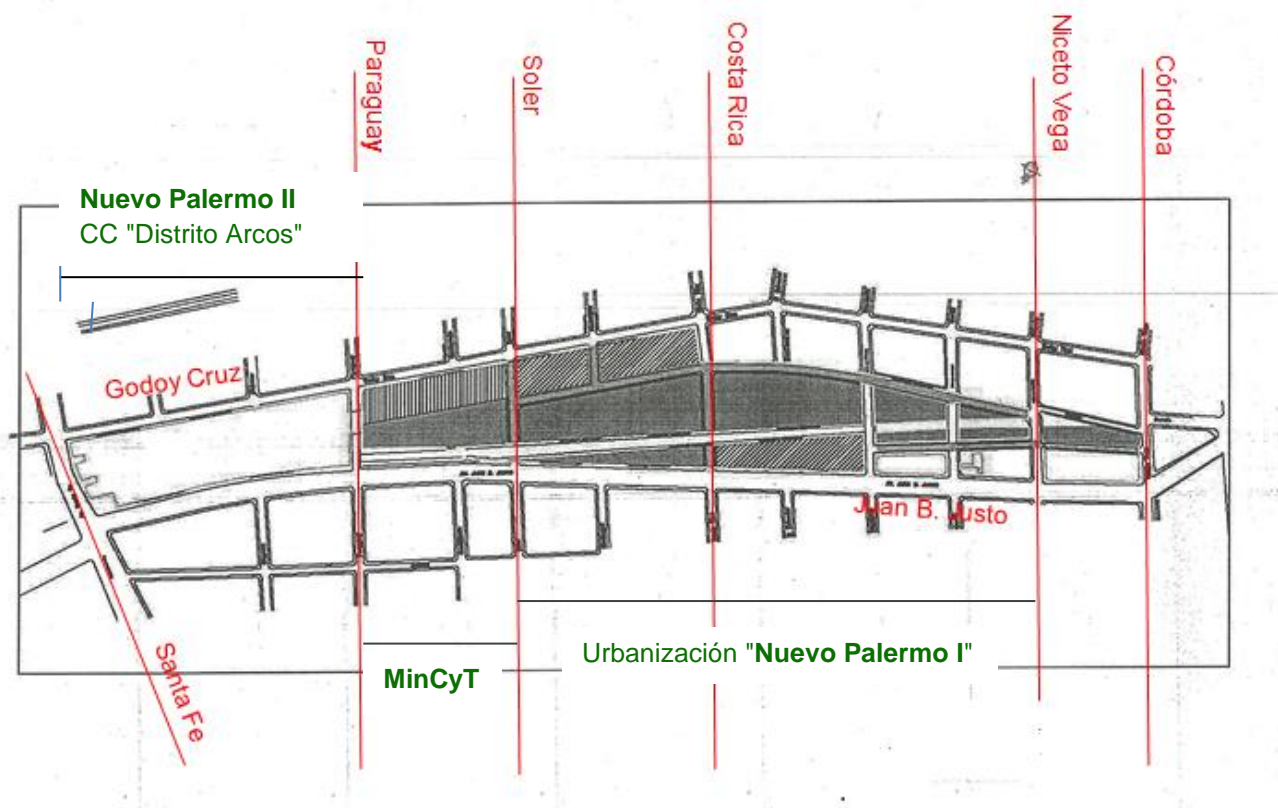 Paraguay
Soler
Costa Rica
Niceto Vega
Córdoba
Nuevo Palermo II
CC "Distrito Arcos"
Godoy Cruz
Juan B. Justo
Santa Fe
MinCyT
Urbanización "Nuevo Palermo I"